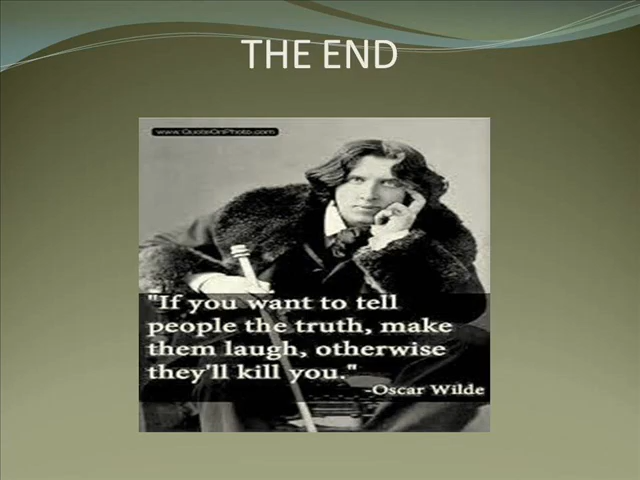 THE END
www.QuoteOnPhoto.com
"If you want to tell
people the truth, make
them laugh, otherwise
they'll kill you."
-Oscar Wilde